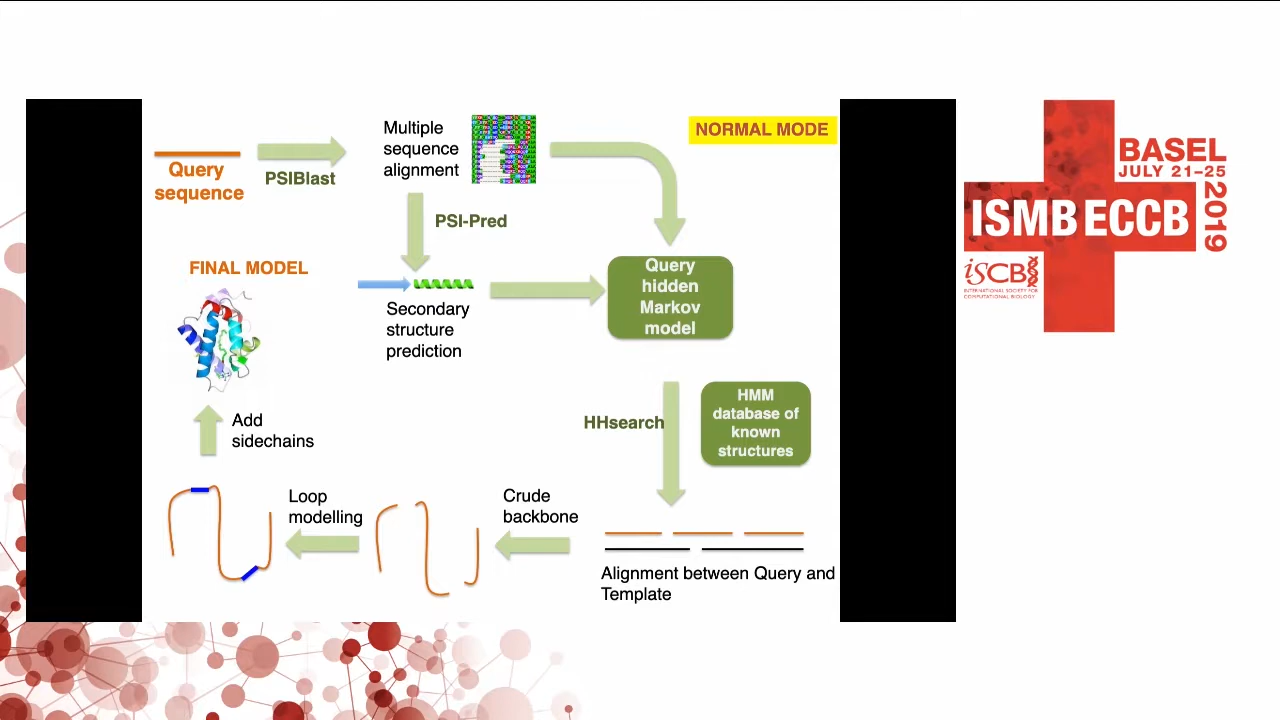 Query
sequence
PSIBlast
Multiple
sequence
alignment
NORMAL MODE
PSI-Pred
Secondary
structure
prediction
Query
hidden
Markov
model
HHsearch
HMM
database of
known
structures
Alignment between Query and
Template
Crude
backbone
Loop
modelling
Add
sidechains
FINAL MODEL
BASEL
JULY 21–25
2019
ISMB ECCB
iSCB
INTERNATIONAL SOCIETY FOR
COMPUTATIONAL BIOLOGY